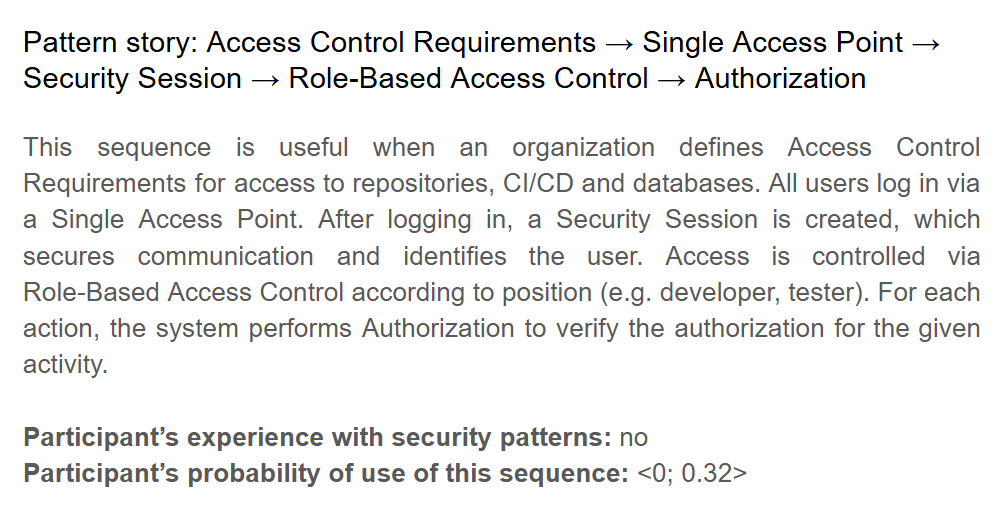 Pattern story: Access Control Requirements → Single Access Point →
Security Session → Role-Based Access Control → Authorization
This sequence is useful when an organization defines Access Control
Requirements for access to repositories, CI/CD and databases. All users log in via
a Single Access Point. After logging in, a Security Session is created, which
secures communication and identifies the user. Access is controlled via
Role-Based Access Control according to position (e.g. developer, tester). For each
action, the system performs Authorization to verify the authorization for the given
activity.
Participant’s experience with security patterns: no
Participant’s probability of use of this sequence: <0; 0.32>